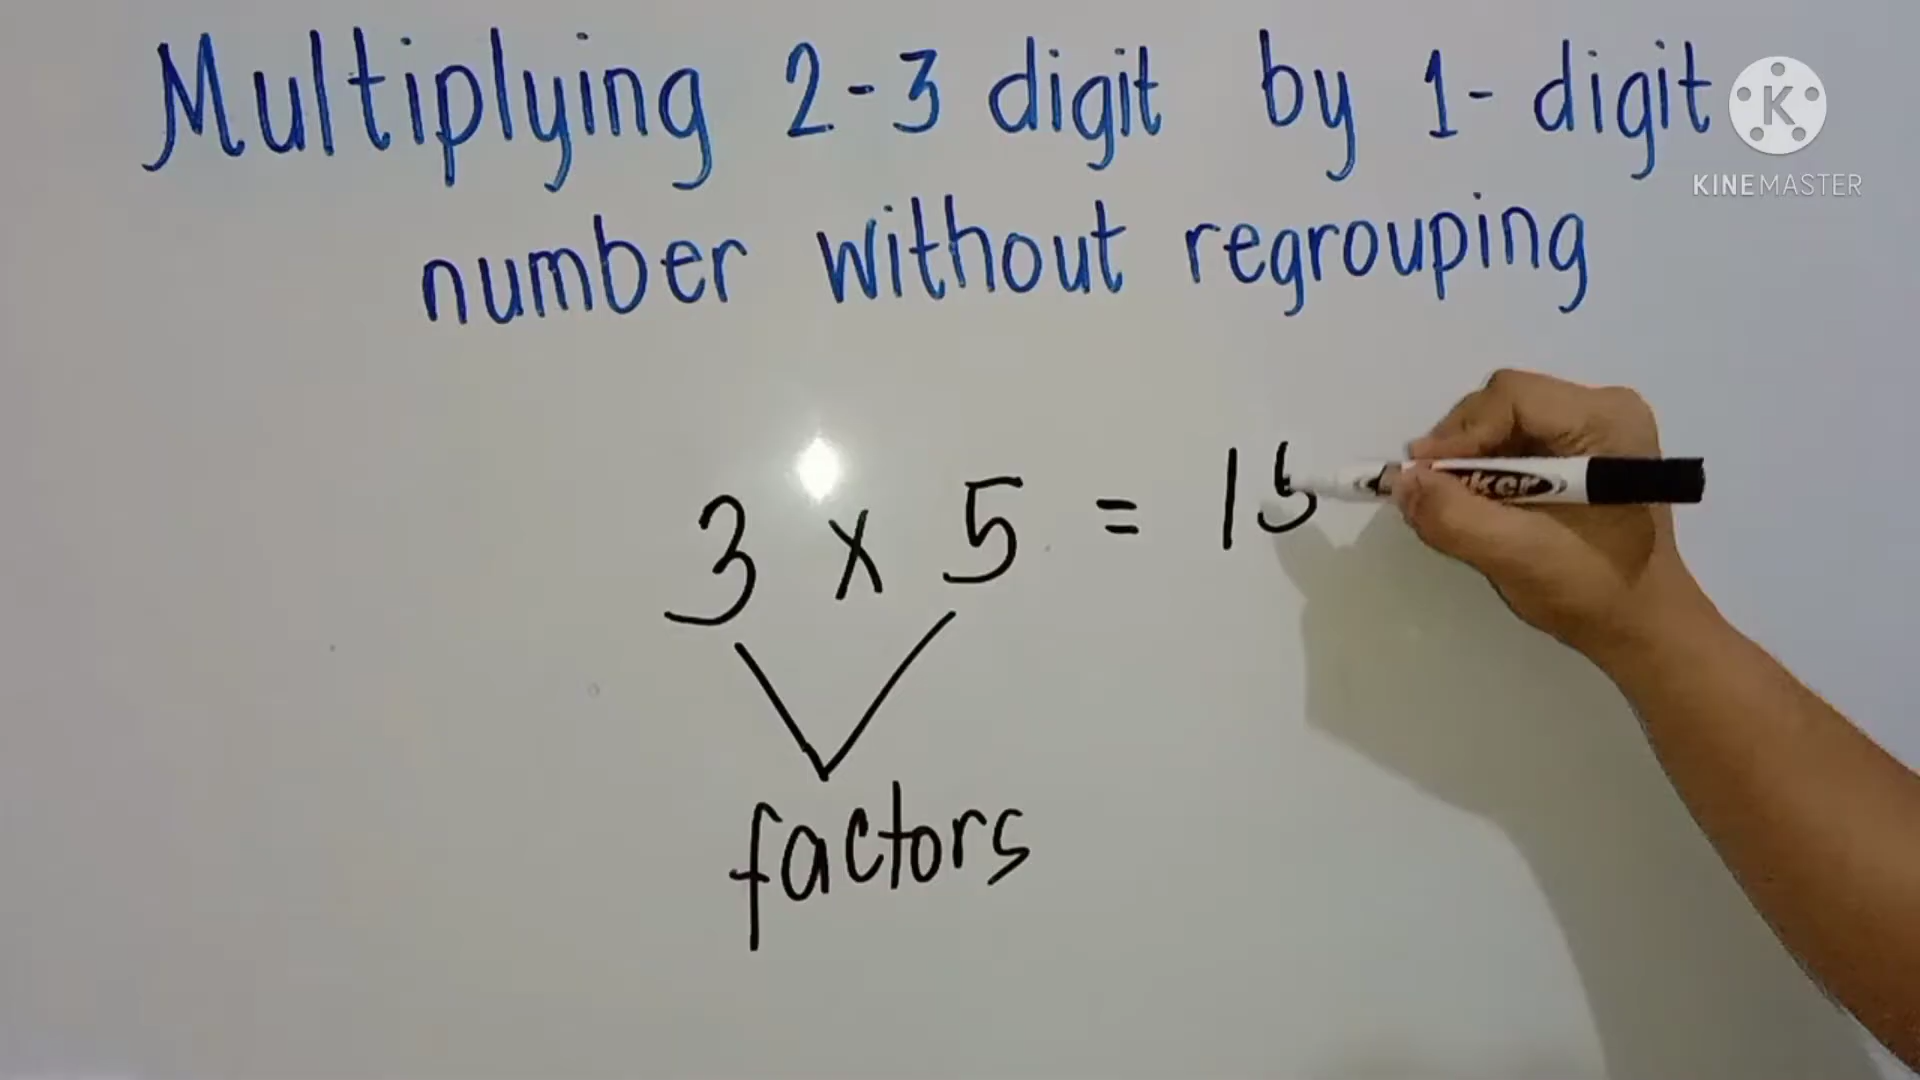 Multiplying 2-3 digit by 1-digit
number without regrouping
3 x 5 = 15
factors
KINEMASTER